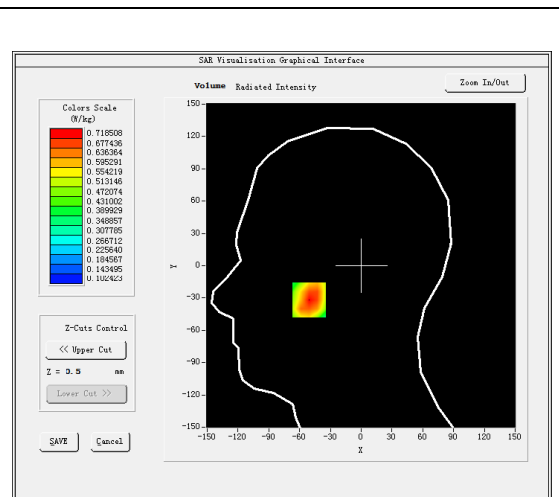 SAR Visualisation Graphical Interface
Volume Radiated Intensity
Zoom In/Out
Colors Scale
(W/kg)
0.718508
0.677436
0.636364
0.595291
0.554219
0.513146
0.472074
0.431002
0.389929
0.348857
0.307785
0.266712
0.225640
0.184567
0.143495
0.102423
Z-Cuts Control
<< Upper Cut
Z = 0.5 mm
Lower Cut >>
SAVE Cancel
150
120
90
60
30
0
-30
-60
-90
-120
-150
Y
-150 -120 -90 -60 -30 0 30 60 90 120 150
X